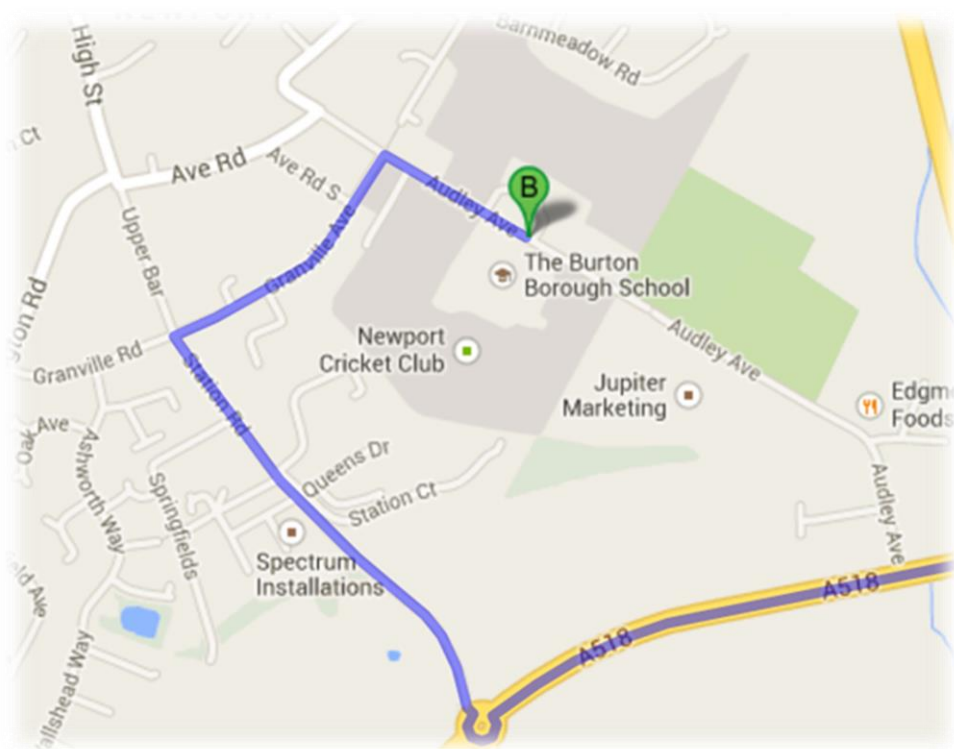 High St
Barnmeadow Rd
Ct
Ave Rd
Ave Rd S
Audley Ave
B
Upper Bar
Granville Ave
The Burton
Borough School
Granville Rd
Station Rd
Newport
Cricket Club
Audley Ave
Jupiter
Marketing
Foods
Oak Ave
Ashworth Way
Queens Dr
Springfields
Station Ct
Audley Ave
Spectrum
Installations
A518
A518
Way